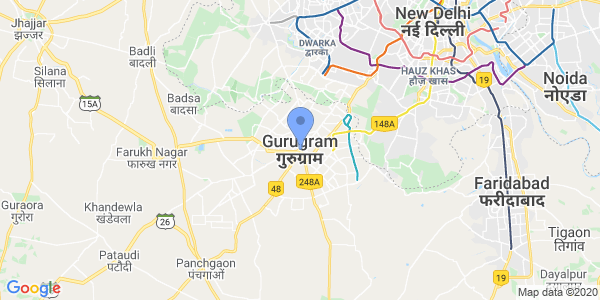 New Delhi
नई दिल्ली
Jhajjar
झज्जर
DWARKA
द्वारका
Badli
बादली
HAUZ KHAS
हौज़ खास
19
Noida
नोएडा
Silana
सिलाना
Badsa
बादसा
15A
148A
Gurugram
गुरुग्राम
Farukh Nagar
फारुख नगर
48
248A
Faridabad
फरीदाबाद
Guraora
गुरोरा
Khandewla
खंडेवला
26
Tigaon
तिगांव
Pataudi
पटौदी
Panchgaon
पंचगाओं
19
Dayalpur
Google
Map data ©2020